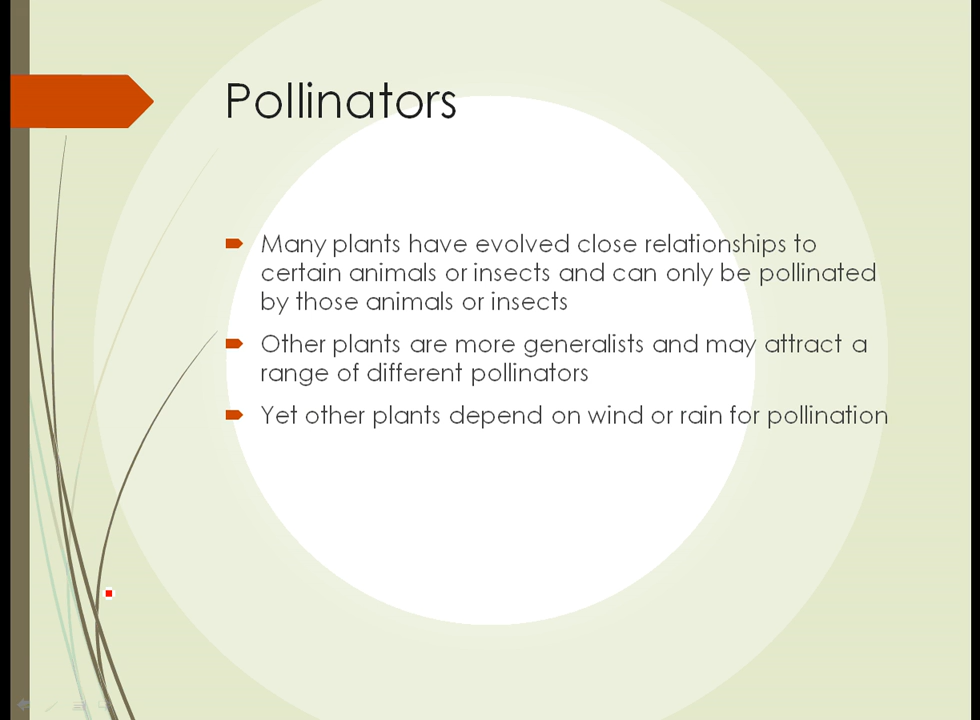 Pollinators
Many plants have evolved close relationships to
certain animals or insects and can only be pollinated
by those animals or insects
Other plants are more generalists and may attract a
range of different pollinators
Yet other plants depend on wind or rain for pollination